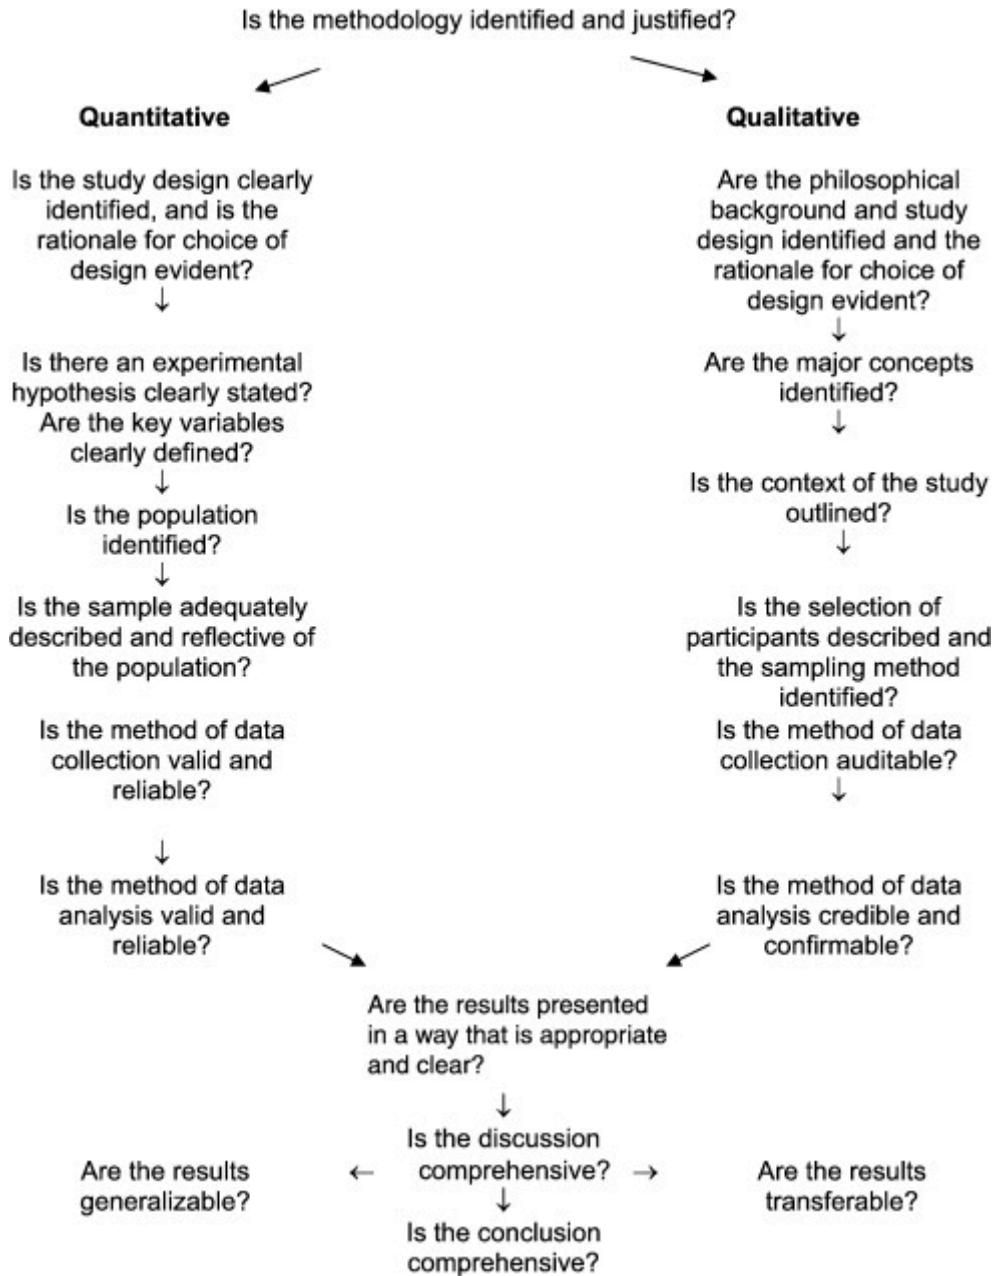 Is the methodology identified and justified?
Quantitative
Is the study design clearly
identified, and is the
rationale for choice of
design evident?
↓
Is there an experimental
hypothesis clearly stated?
Are the key variables
clearly defined?
↓
Is the population
identified?
↓
Is the sample adequately
described and reflective of
the population?
Is the method of data
collection valid and
reliable?
↓
Is the method of data
analysis valid and
reliable?
Qualitative
Are the philosophical
background and study
design identified and the
rationale for choice of
design evident?
↓
Are the major concepts
identified?
↓
Is the context of the study
outlined?
↓
Is the selection of
participants described and
the sampling method
identified?
Is the method of data
collection auditable?
↓
Is the method of data
analysis credible and
confirmable?
Are the results presented
in a way that is appropriate
and clear?
↓
Is the discussion
comprehensive?
← →
Are the results
generalizable?
Are the results
transferable?
↓
Is the conclusion
comprehensive?